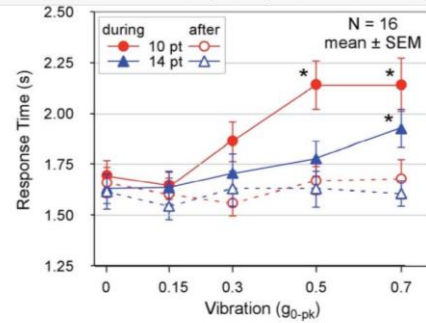 2.50
2.25
2.00
1.75
1.50
1.25
Response Time (s)
during after
10 pt
14 pt
N = 16
mean ± SEM
*
*
*
0 0.15 0.3 0.5 0.7
Vibration (g0-pk)